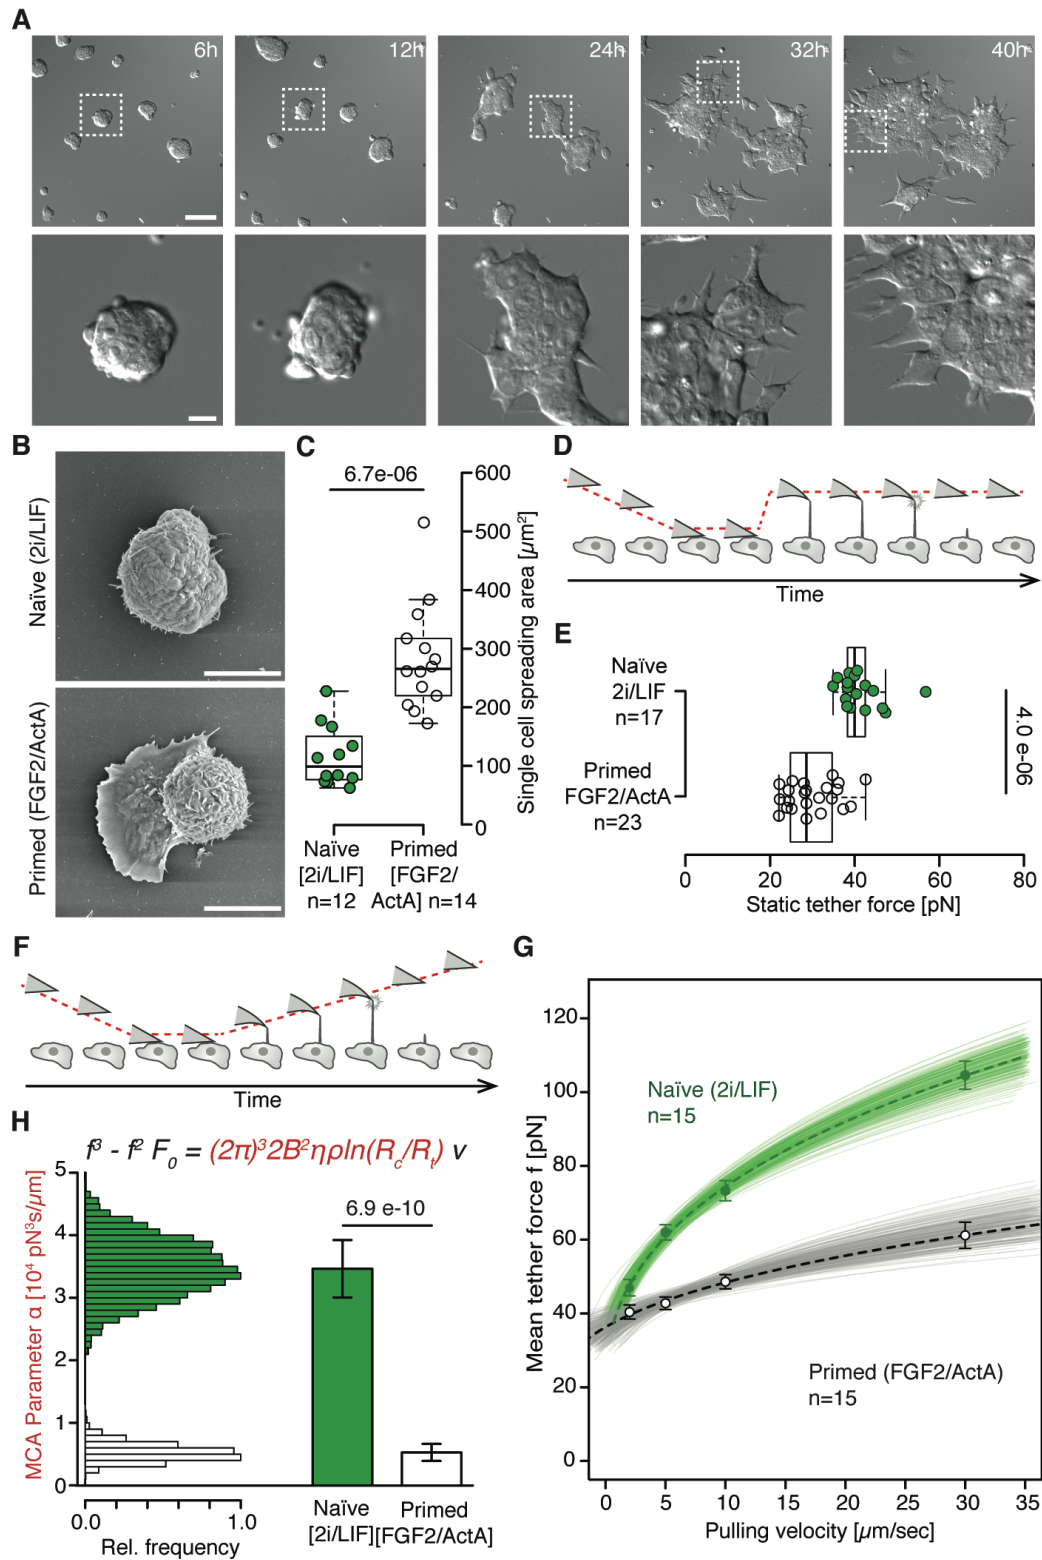 A
6h
12h
24h
32h
40h
B
Naïve (2i/LIF)
Primed (FGF2/ActA)
C
6.7e-06
600
500
400
300
200
100
0
Single cell spreading area [µm²]
Naïve
[2i/LIF]
n=12
Primed
[FGF2/
ActA] n=14
D
Time
E
Naïve
2i/LIF
n=17
Primed
FGF2/ActA
n=23
4.0 e-06
0 20 40 60 80
Static tether force [pN]
F
Time
G
120
100
80
60
40
20
0
Mean tether force f [pN]
Naïve (2i/LIF)
n=15
Primed (FGF2/ActA)
n=15
0 5 10 15 20 25 30 35
Pulling velocity [µm/sec]
H
f³ - f² F₀ = (2π)³2B²ηρln(R_c/R_t) v
5
4
3
2
1
0
MCA Parameter α [10⁴ pN³s/µm]
6.9 e-10
0 1.0
Rel. frequency
Naïve
[2i/LIF]
Primed
[FGF2/ActA]